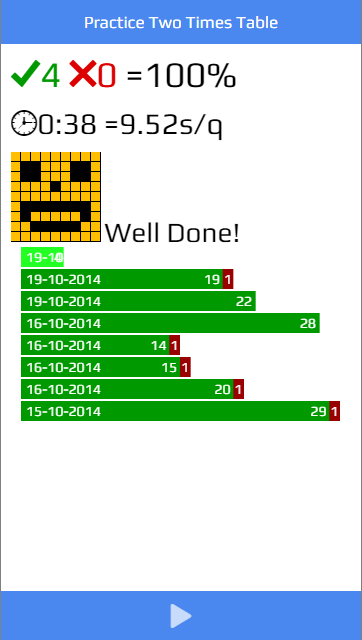 Practice Two Times Table
4 0 =100%
0:38 =9.52s/q
Well Done!
19-10 4
19-10-2014 19 1
19-10-2014 22
16-10-2014 28
16-10-2014 14 1
16-10-2014 15 1
16-10-2014 20 1
15-10-2014 29 1